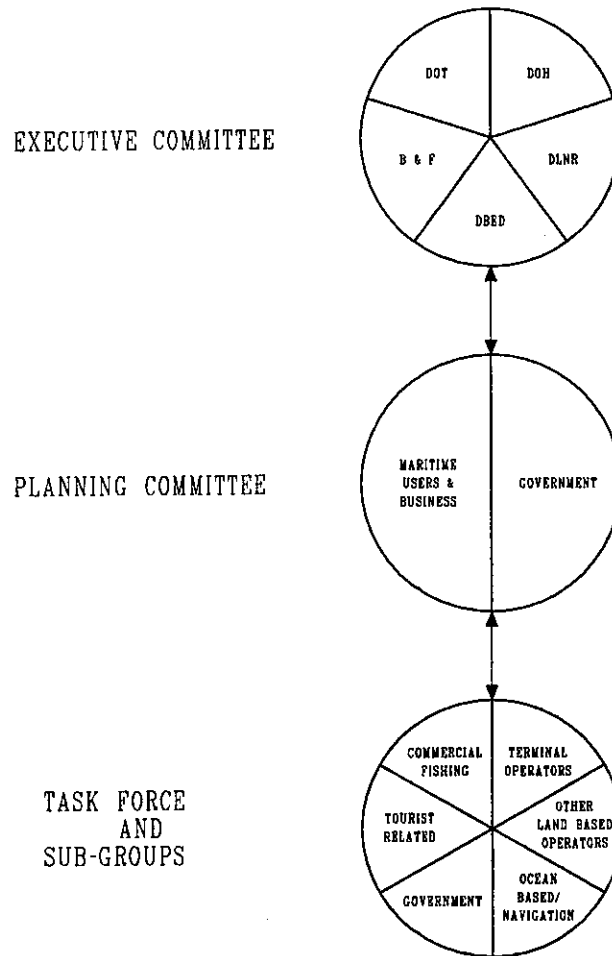 DOT
DOH
EXECUTIVE COMMITTEE
B & F
DLNR
DBED
PLANNING COMMITTEE
MARITIME
USERS &
BUSINESS
GOVERNMENT
COMMERCIAL
FISHING
TERMINAL
OPERATORS
TASK FORCE
AND
SUB-GROUPS
TOURIST
RELATED
OTHER
LAND BASED
OPERATORS
GOVERNMENT
OCEAN
BASED/
NAVIGATION